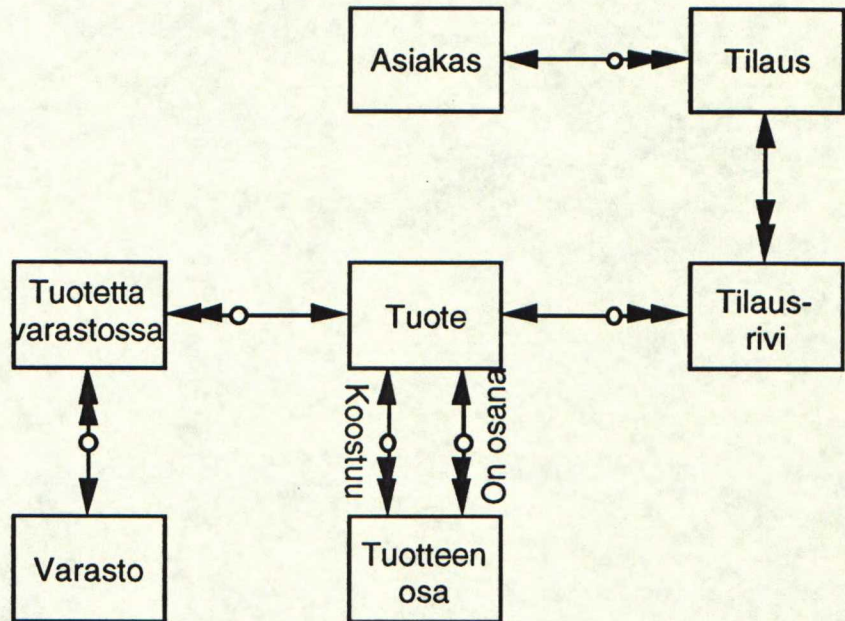 Asiakas
Tilaus
Tuotetta
varastossa
Tuote
Tilaus-
rivi
Koostuu
On osana
Varasto
Tuotteen
osa